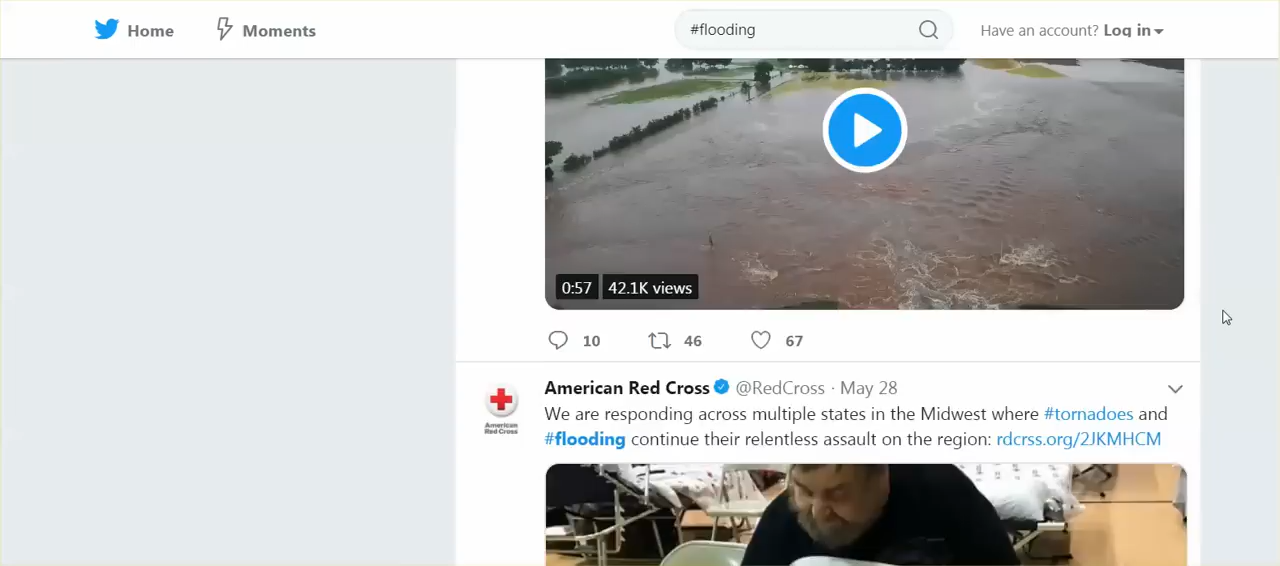 Home Moments #flooding Have an account? Log in
0:57 42.1K views
10 46 67
American Red Cross @RedCross · May 28
We are responding across multiple states in the Midwest where #tornadoes and
#flooding continue their relentless assault on the region: rdcrss.org/2JKMHCM
American
Red Cross